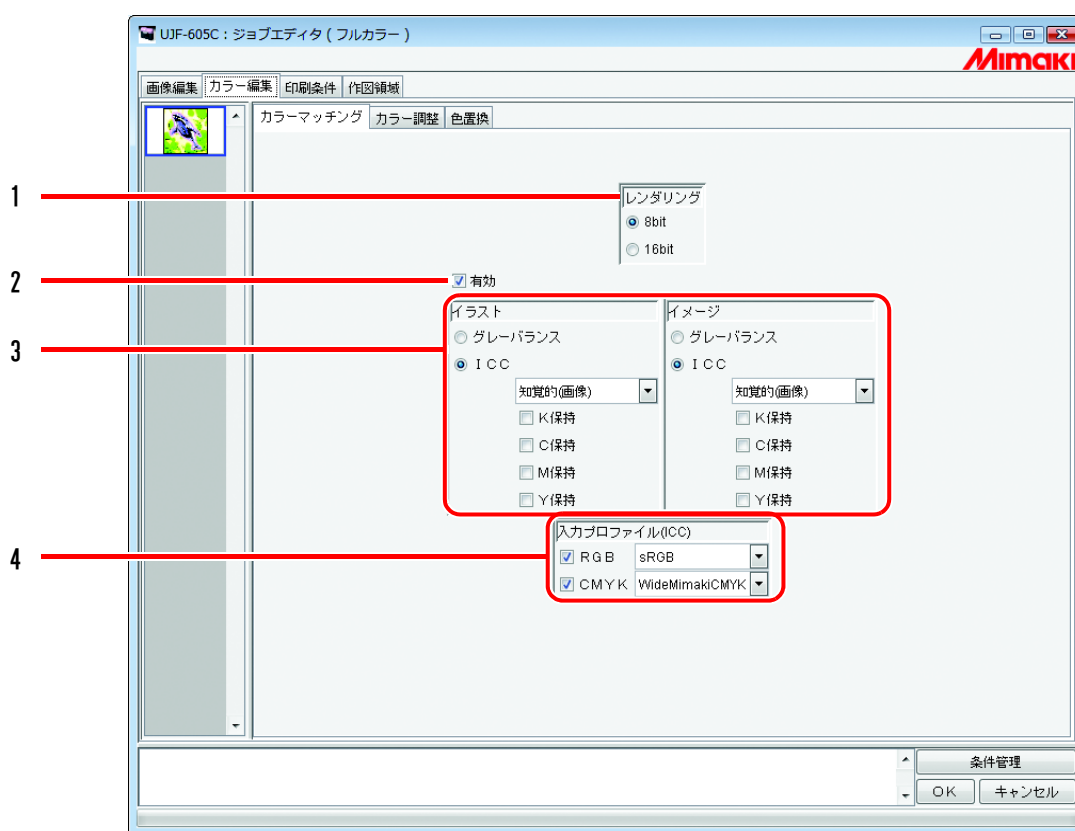 UJF-605C：ジョブエディタ ( フルカラー )
Mimaki
画像編集 カラー編集 印刷条件 作図領域
カラーマッチング カラー調整 色置換
1
レンダリング
8bit
16bit
2
有効
3
イラスト
グレーバランス
ＩＣＣ
知覚的(画像)
Ｋ保持
Ｃ保持
Ｍ保持
Ｙ保持
イメージ
グレーバランス
ＩＣＣ
知覚的(画像)
Ｋ保持
Ｃ保持
Ｍ保持
Ｙ保持
4
入力プロファイル(ICC)
ＲＧＢ sRGB
ＣＭＹＫ WideMimakiCMYK
条件管理
ＯＫ キャンセル